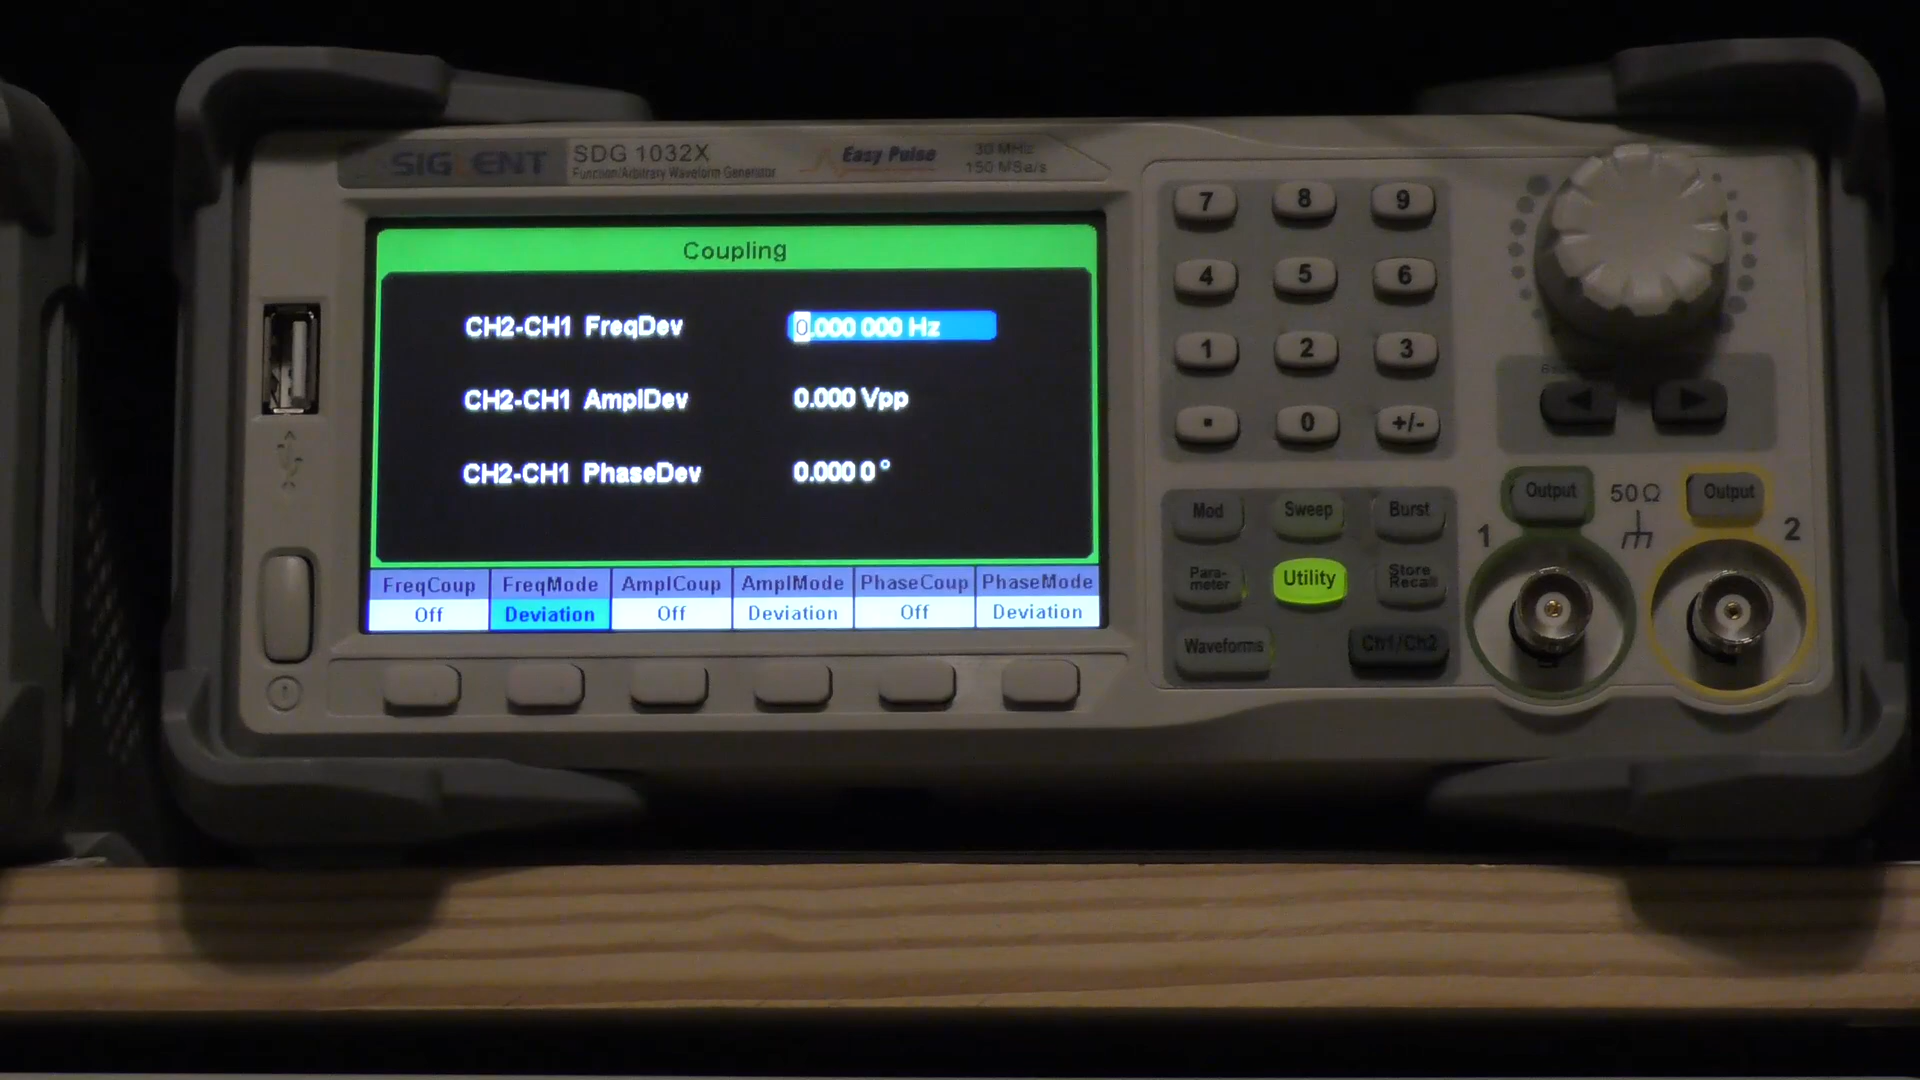 SIGLENT
SDG 1032X
Function/Arbitrary Waveform Generator
Easy Pulse
30 MHz
150 MSa/s
Coupling
CH2-CH1 FreqDev 0.000 000 Hz
CH2-CH1 AmplDev 0.000 Vpp
CH2-CH1 PhaseDev 0.000 0 °
FreqCoup FreqMode AmplCoup AmplMode PhaseCoup PhaseMode
Off Deviation Off Deviation Off Deviation
7 8 9
4 5 6
1 2 3
. 0 +/-
Mod Sweep Burst
Para-
meter
Utility
Store
Recall
Waveforms Ch1/Ch2
Output 50Ω Output
1 2